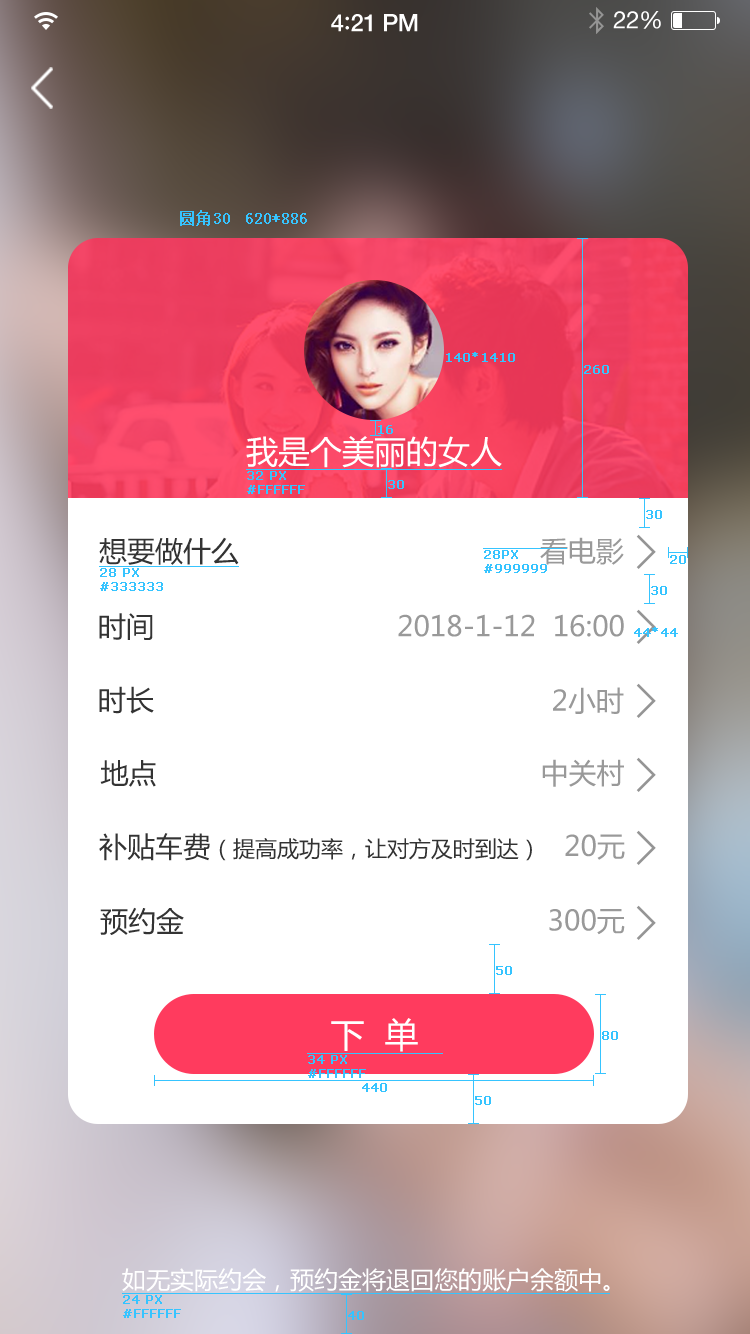 4:21 PM 22%
圆角30 620*886
140*1410
260
16
我是个美丽的女人
32 PX
#FFFFFF
30
30
想要做什么 看电影
28 PX
#333333
28PX
#999999
20
30
时间 2018-1-12 16:00
44*44
时长 2小时
地点 中关村
补贴车费(提高成功率,让对方及时到达) 20元
预约金 300元
50
下 单
34 PX
#FFFFFF
80
440
50
如无实际约会,预约金将退回您的账户余额中。
24 PX
#FFFFFF
40